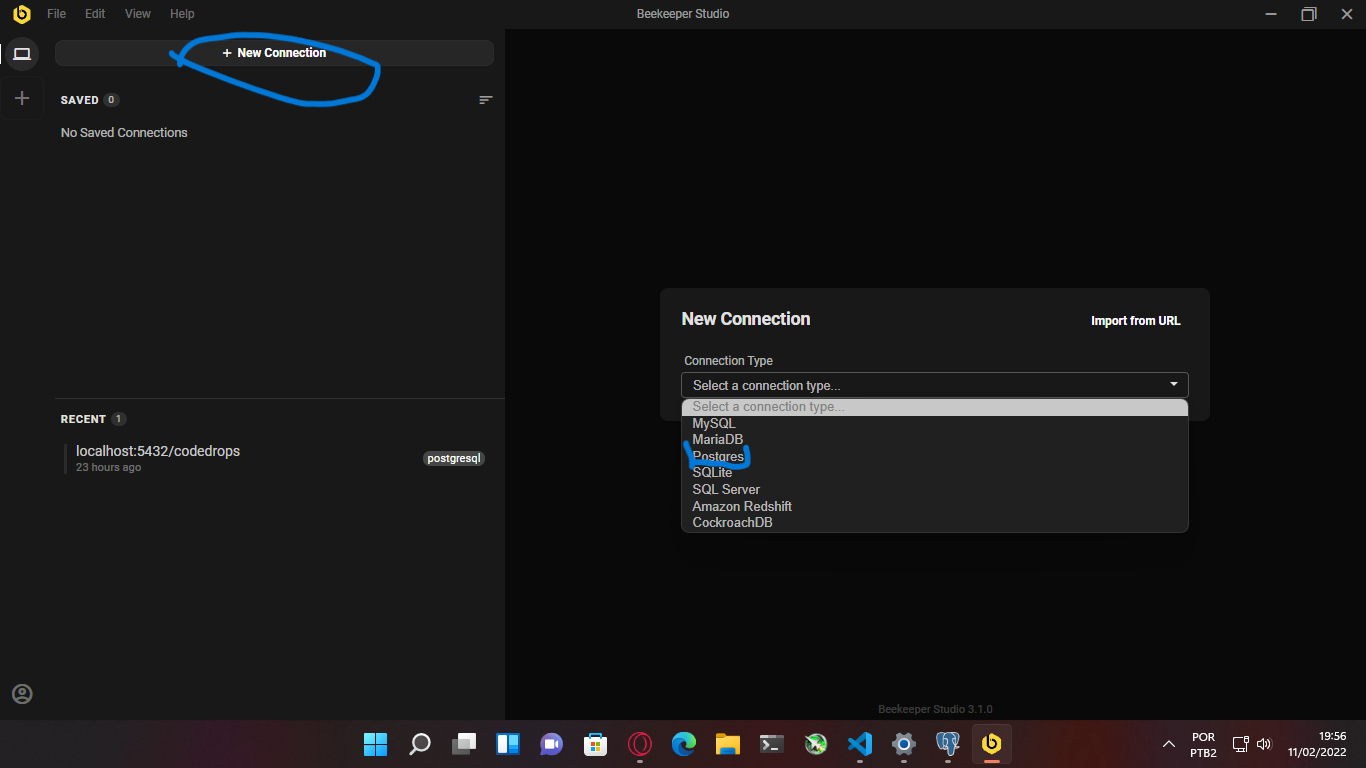 File Edit View Help
Beekeeper Studio
+ New Connection
SAVED 0
No Saved Connections
RECENT 1
localhost:5432/codedrops
23 hours ago
postgresql
New Connection
Import from URL
Connection Type
Select a connection type...
Select a connection type...
MySQL
MariaDB
Postgres
SQLite
SQL Server
Amazon Redshift
CockroachDB
Beekeeper Studio 3.1.0
POR
PTB2
19:56
11/02/2022